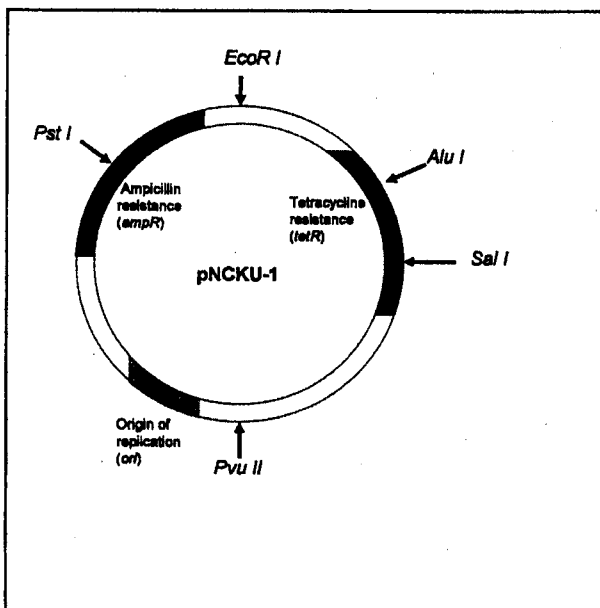 EcoR I
Pst I
Alu I
Ampicillin
resistance
(ampR)
Tetracycline
resistance
(tetR)
Sal I
pNCKU-1
Origin of
replication
(ori)
Pvu II